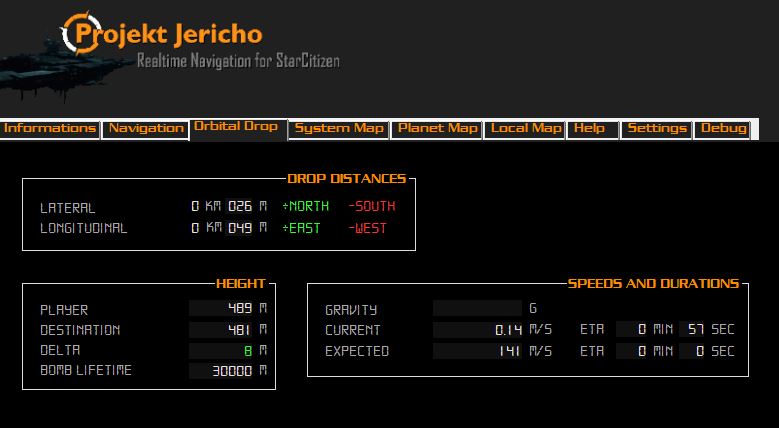 Projekt Jericho
Realtime Navigation for StarCitizen
Informations Navigation Orbital Drop System Map Planet Map Local Map Help Settings Debug
DROP DISTANCES
LATERAL 0 KM 026 M +NORTH -SOUTH
LONGITUDINAL 0 KM 049 M +EAST -WEST
HEIGHT
PLAYER 489 M
DESTINATION 481 M
DELTA 8 M
BOMB LIFETIME 30000 M
SPEEDS AND DURATIONS
GRAVITY G
CURRENT 0.14 M/S ETA 0 MIN 57 SEC
EXPECTED 141 M/S ETA 0 MIN 0 SEC